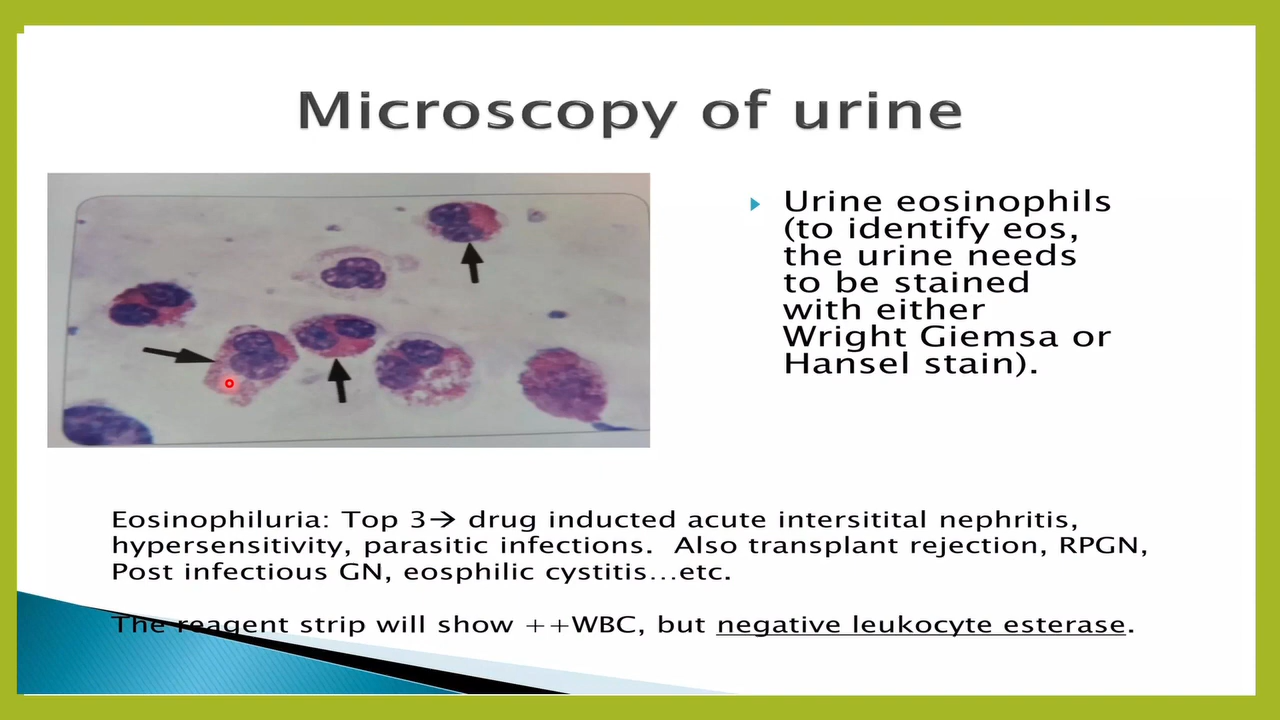 Microscopy of urine
Urine eosinophils
(to identify eos,
the urine needs
to be stained
with either
Wright Giemsa or
Hansel stain).
Eosinophiluria: Top 3→ drug inducted acute intersitital nephritis,
hypersensitivity, parasitic infections. Also transplant rejection, RPGN,
Post infectious GN, eosphilic cystitis…etc.
The reagent strip will show ++WBC, but negative leukocyte esterase.